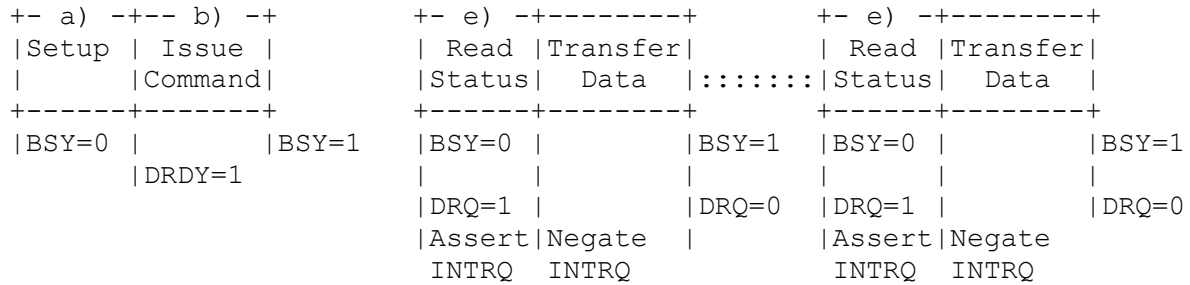 +- a) -+-- b) -+         +- e) -+--------+        +- e) -+--------+
|Setup | Issue |         | Read |Transfer|        | Read |Transfer|
|      |Command|         |Status|  Data  |:::::::|Status|  Data  |
+------+-------+         +------+--------+        +------+--------+
|BSY=0 |       |BSY=1    |BSY=0 |        |BSY=1   |BSY=0 |        |BSY=1
       |DRDY=1           |      |        |        |      |        |
                         |DRQ=1 |        |DRQ=0   |DRQ=1 |        |DRQ=0
                         |Assert|Negate  |        |Assert|Negate
                          INTRQ  INTRQ             INTRQ  INTRQ